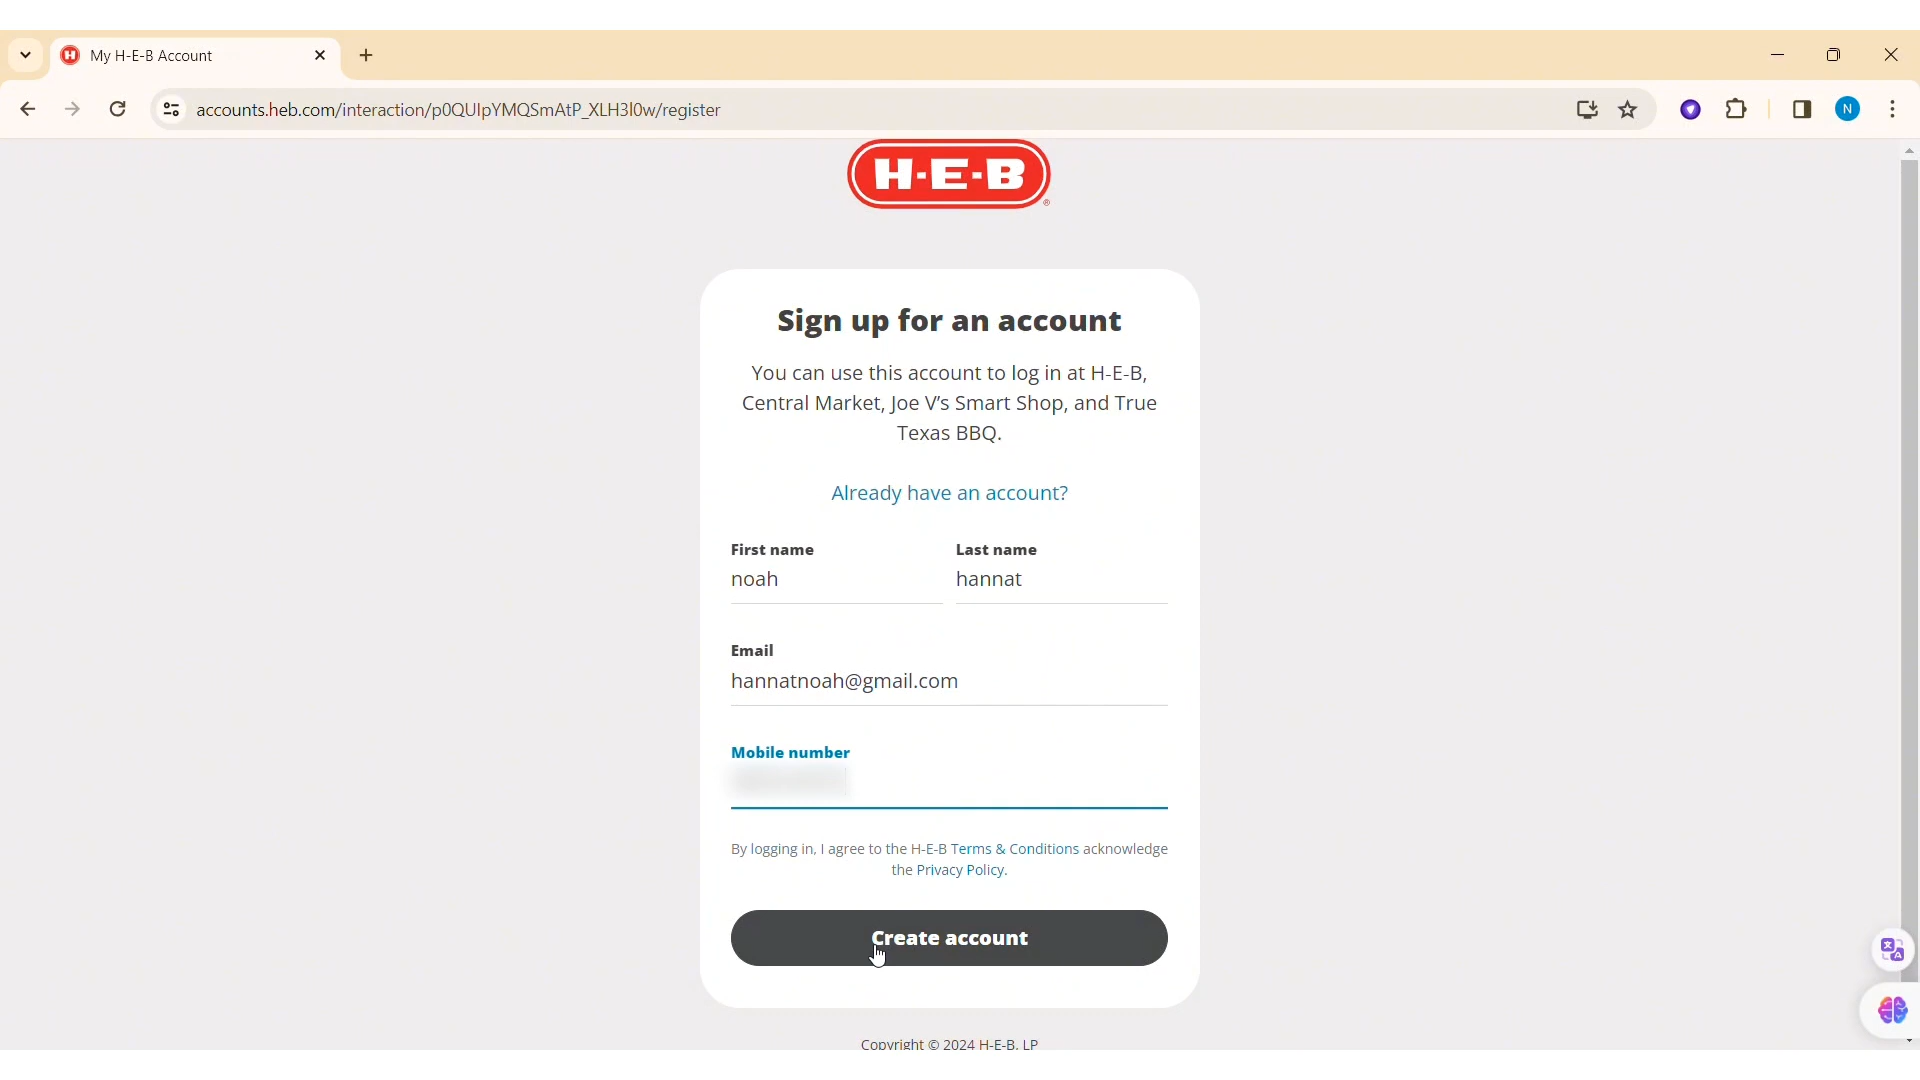 My H-E-B Account
accounts.heb.com/interaction/p0QUIpYMQSmAtP_XLH3l0w/register
N
H-E-B
Sign up for an account
You can use this account to log in at H-E-B,
Central Market, Joe V's Smart Shop, and True
Texas BBQ.
Already have an account?
First name
Last name
noah
hannat
Email
hannatnoah@gmail.com
Mobile number
By logging in, I agree to the H-E-B Terms & Conditions acknowledge
the Privacy Policy.
Create account
Copyright © 2024 H-E-B, LP